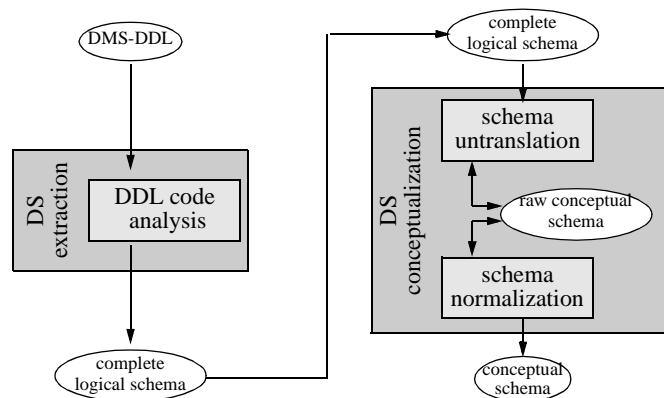 DMS-DDL
DS
extraction
DDL code
analysis
complete
logical schema
complete
logical schema
DS
conceptualization
schema
untranslation
raw conceptual
schema
schema
normalization
conceptual
schema